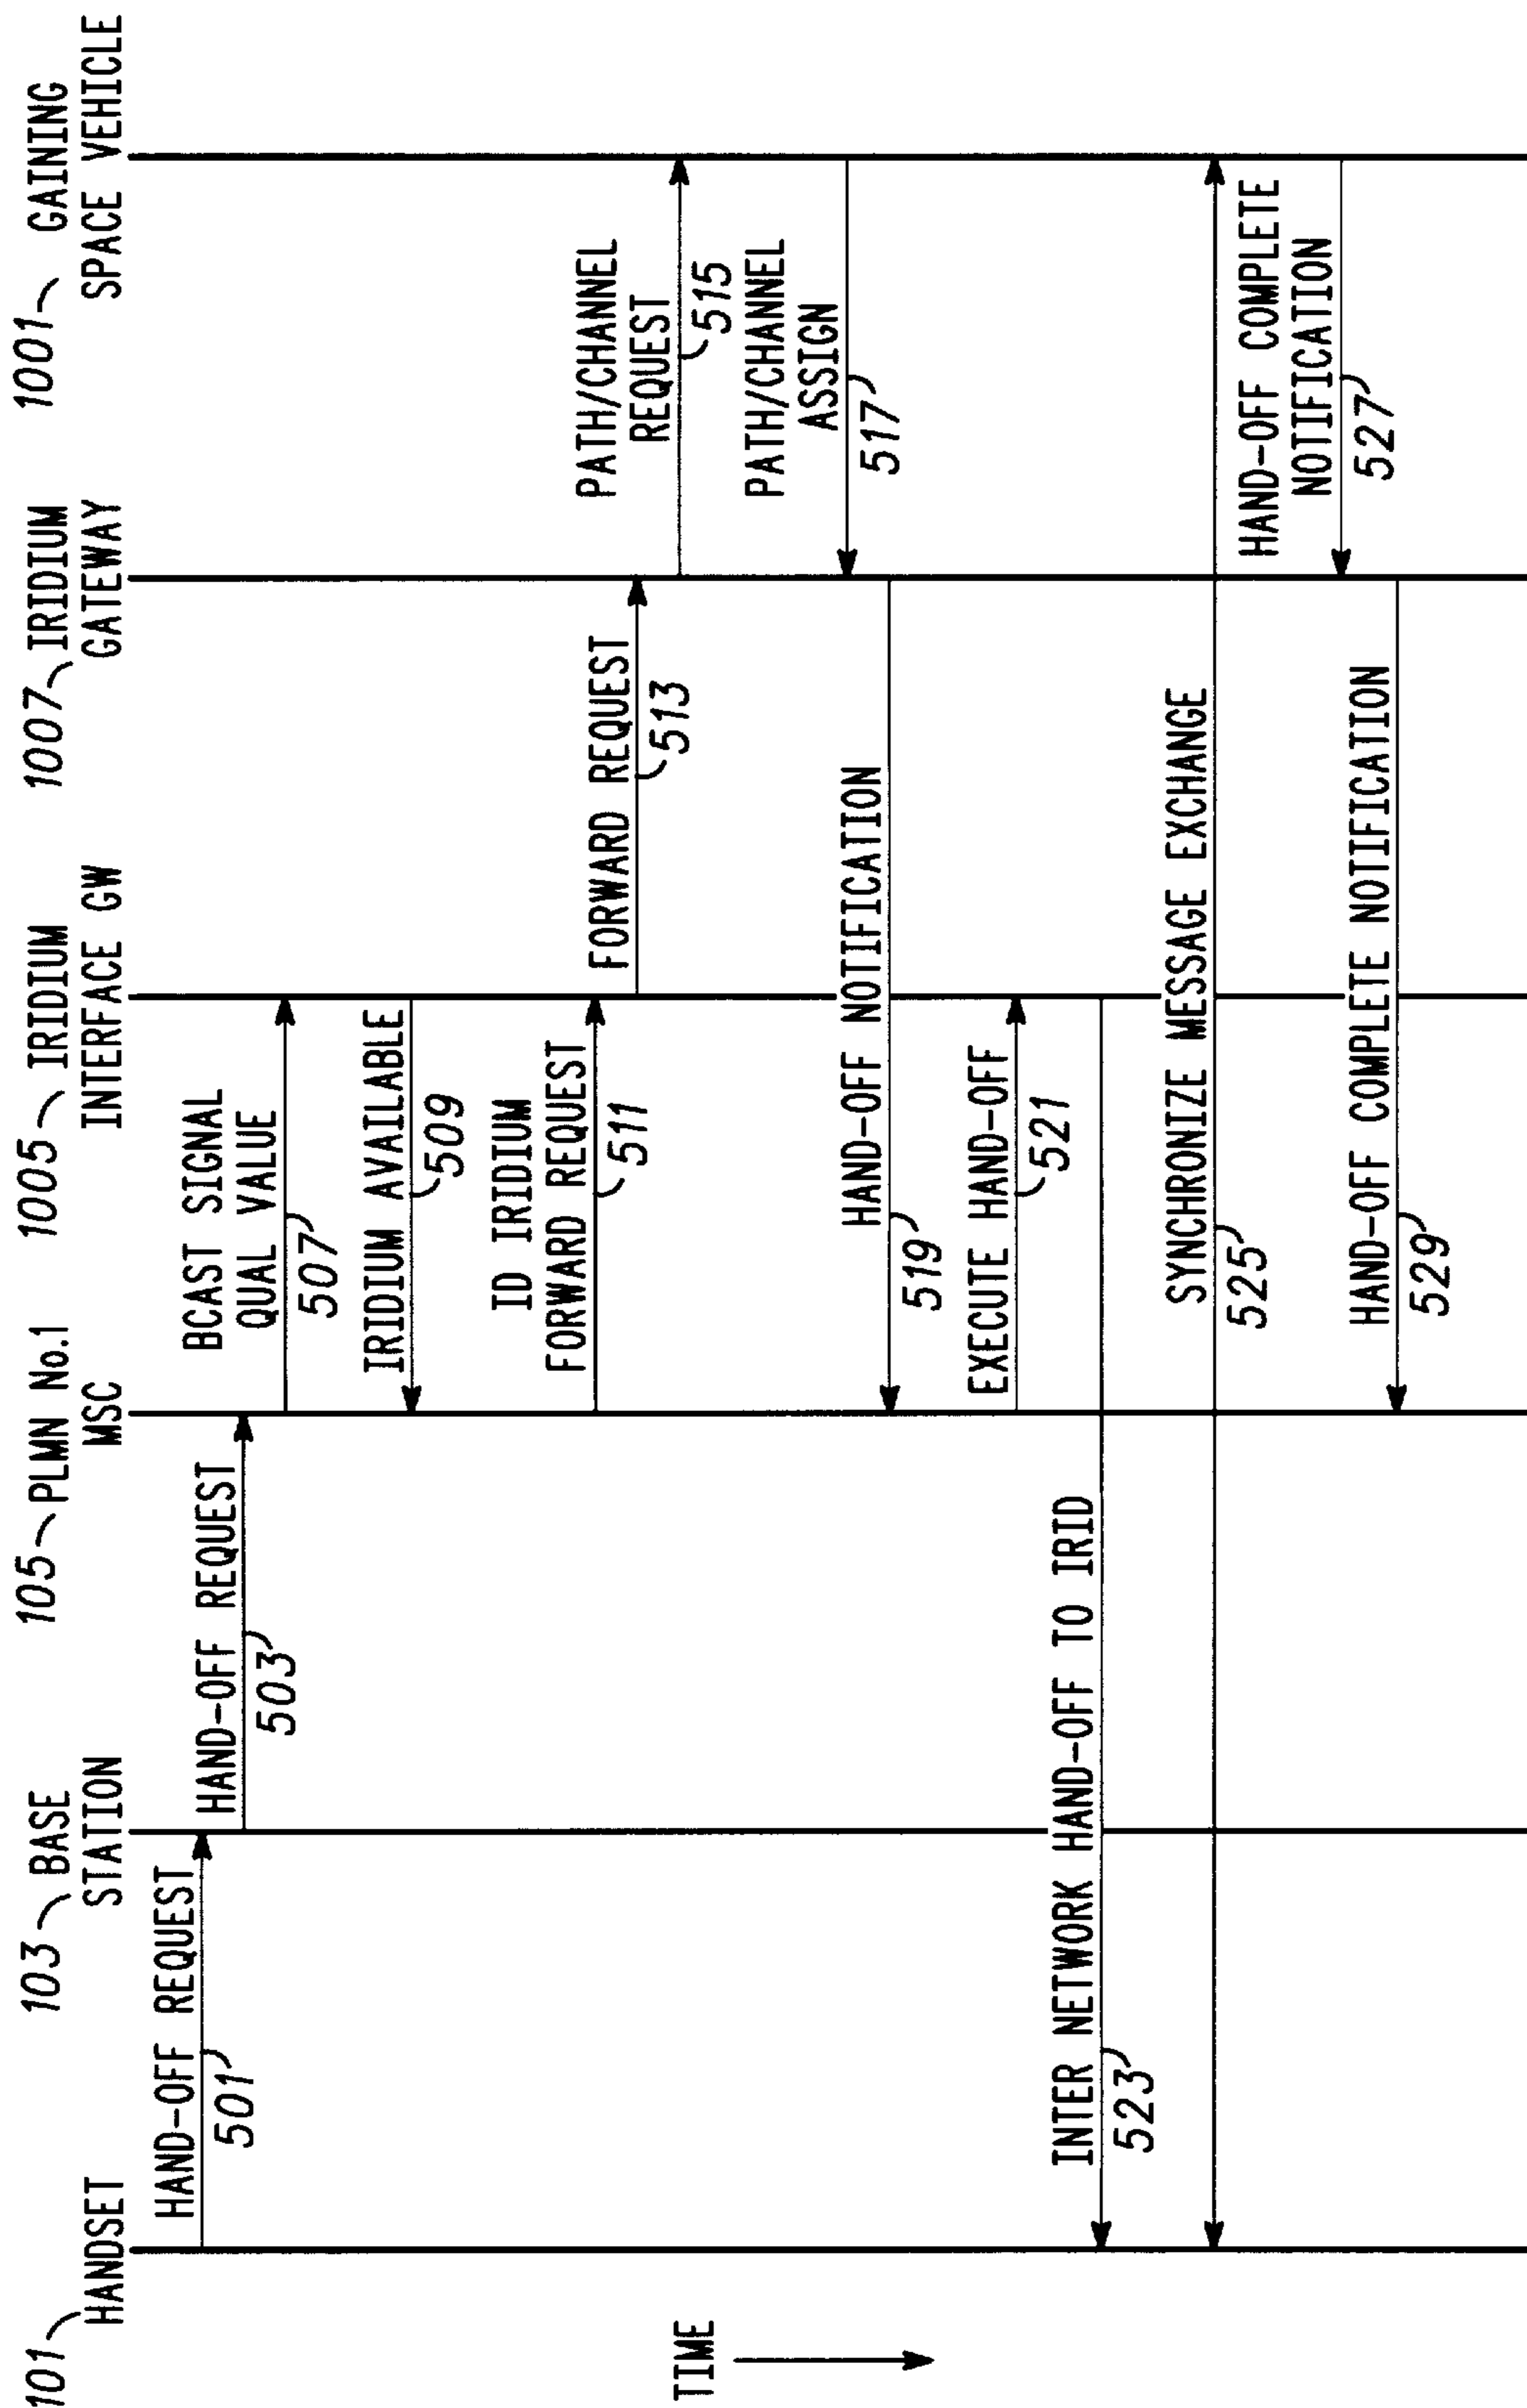 101
HANDSET
103 BASE
STATION
105 PLMN No.1
MSC
1005 IRIDIUM
INTERFACE GW
1007 IRIDIUM
GATEWAY
1001 GAINING
SPACE VEHICLE
HAND-OFF REQUEST
501
HAND-OFF REQUEST
503
BCAST SIGNAL
QUAL VALUE
507
IRIDIUM AVAILABLE
509
ID IRIDIUM
FORWARD REQUEST
511
FORWARD REQUEST
513
PATH/CHANNEL
REQUEST
515
PATH/CHANNEL
ASSIGN
517
HAND-OFF NOTIFICATION
519
EXECUTE HAND-OFF
521
INTER NETWORK HAND-OFF TO IRID
523
SYNCHRONIZE MESSAGE EXCHANGE
525
HAND-OFF COMPLETE
NOTIFICATION
527
HAND-OFF COMPLETE NOTIFICATION
529
TIME